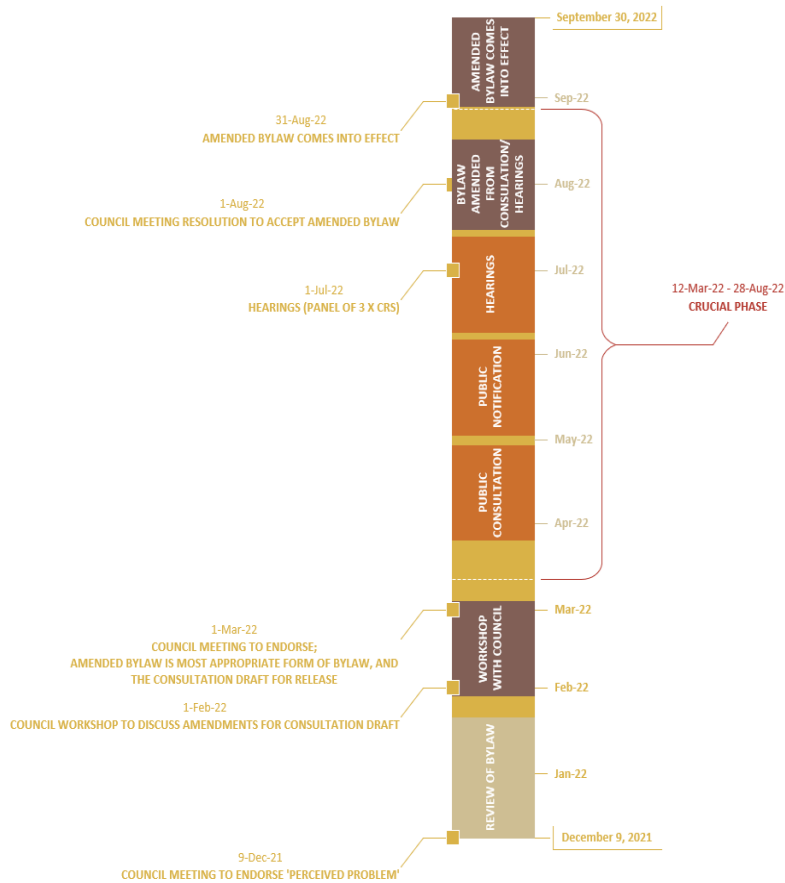 September 30, 2022
AMENDED
BYLAW COMES
INTO EFFECT
Sep-22
31-Aug-22
AMENDED BYLAW COMES INTO EFFECT
BYLAW
AMENDED
FROM
CONSULATION/
HEARINGS
Aug-22
1-Aug-22
COUNCIL MEETING RESOLUTION TO ACCEPT AMENDED BYLAW
HEARINGS
Jul-22
1-Jul-22
HEARINGS (PANEL OF 3 X CRS)
12-Mar-22 - 28-Aug-22
CRUCIAL PHASE
Jun-22
PUBLIC
NOTIFICATION
May-22
PUBLIC
CONSULTATION
Apr-22
Mar-22
1-Mar-22
COUNCIL MEETING TO ENDORSE;
AMENDED BYLAW IS MOST APPROPRIATE FORM OF BYLAW, AND
THE CONSULTATION DRAFT FOR RELEASE
WORKSHOP
WITH COUNCIL
Feb-22
1-Feb-22
COUNCIL WORKSHOP TO DISCUSS AMENDMENTS FOR CONSULTATION DRAFT
REVIEW OF BYLAW
Jan-22
December 9, 2021
9-Dec-21
COUNCIL MEETING TO ENDORSE 'PERCEIVED PROBLEM'